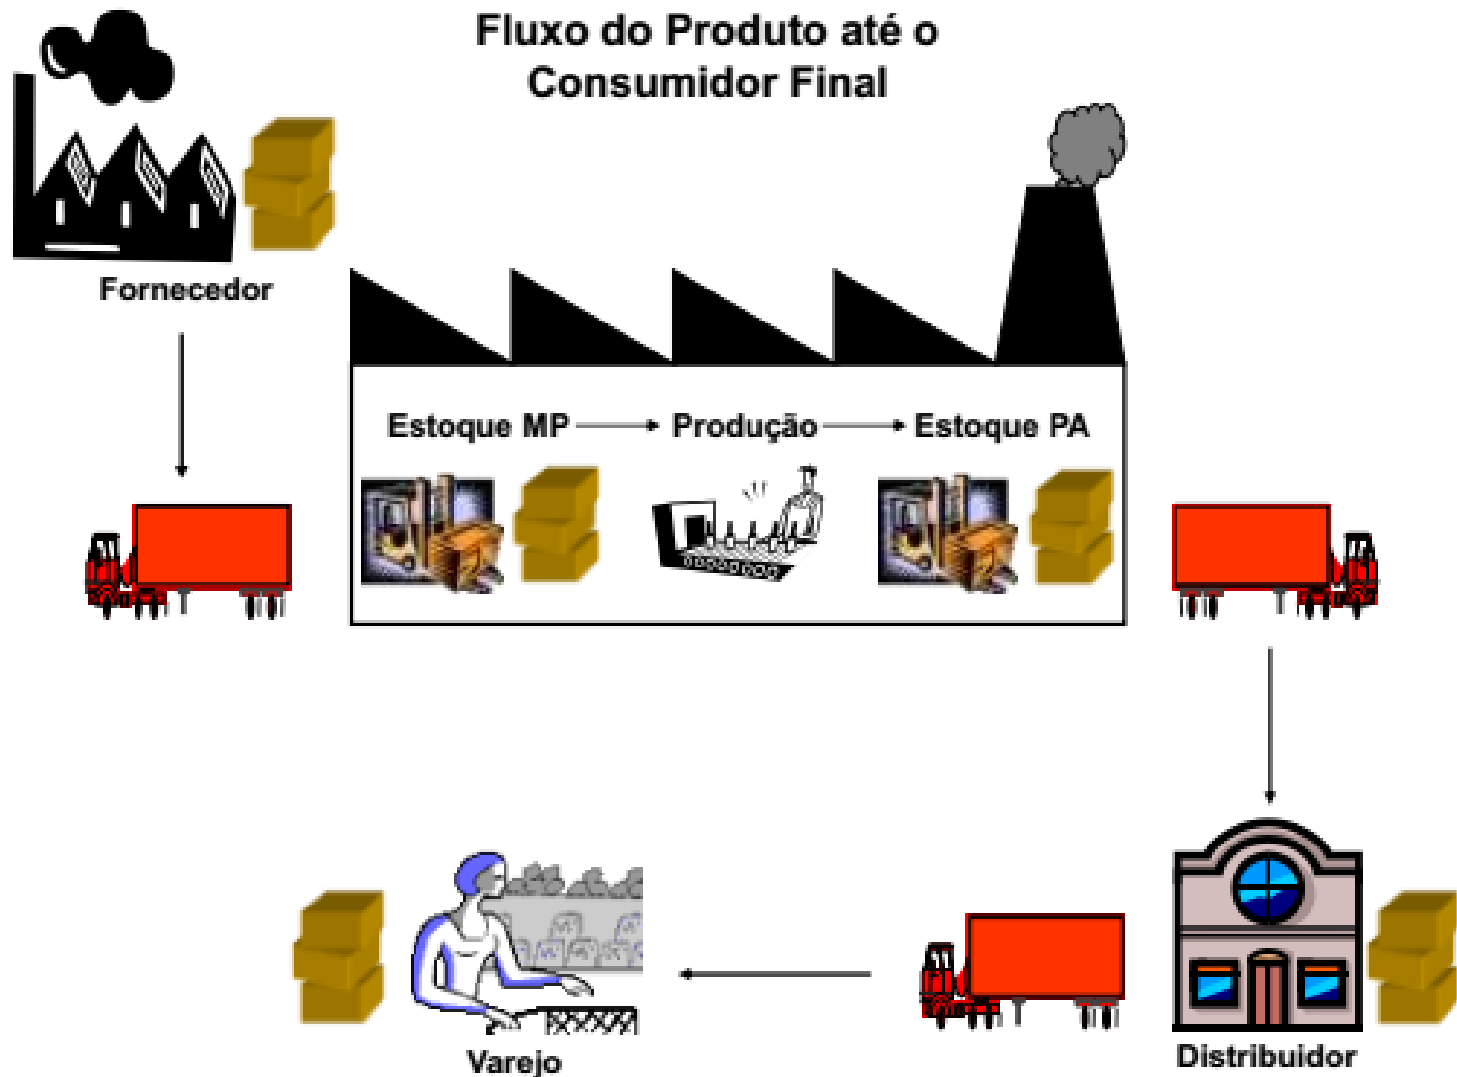 Fluxo do Produto até o
Consumidor Final
Fornecedor
Estoque MP
Produção
Estoque PA
Varejo
Distribuidor